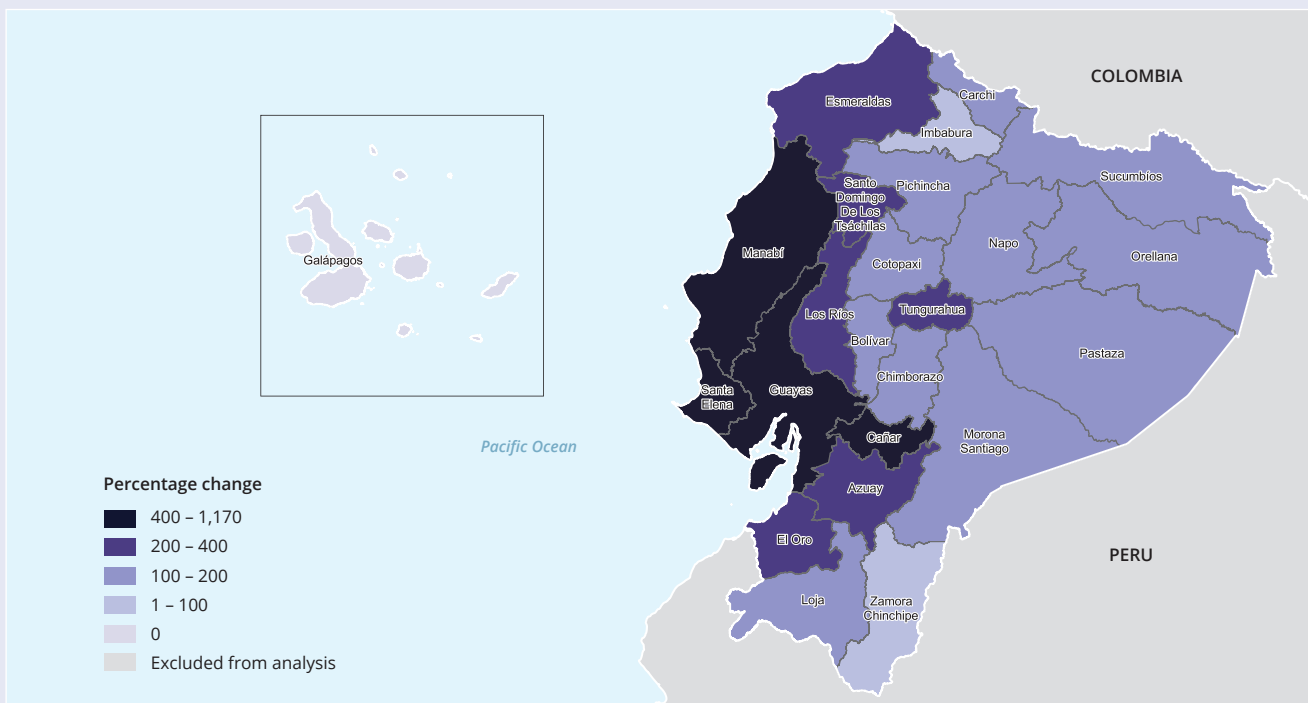 COLOMBIA
Esmeraldas
Carchi
Imbabura
Sucumbíos
Santo
Domingo
De Los
Tsáchilas
Pichincha
Manabí
Napo
Orellana
Galápagos
Cotopaxi
Los Ríos
Tungurahua
Bolívar
Pastaza
Chimborazo
Santa
Elena
Guayas
Cañar
Morona
Santiago
Pacific Ocean
Azuay
El Oro
PERU
Loja
Zamora
Chinchipe
Percentage change
400 – 1,170
200 – 400
100 – 200
1 – 100
0
Excluded from analysis